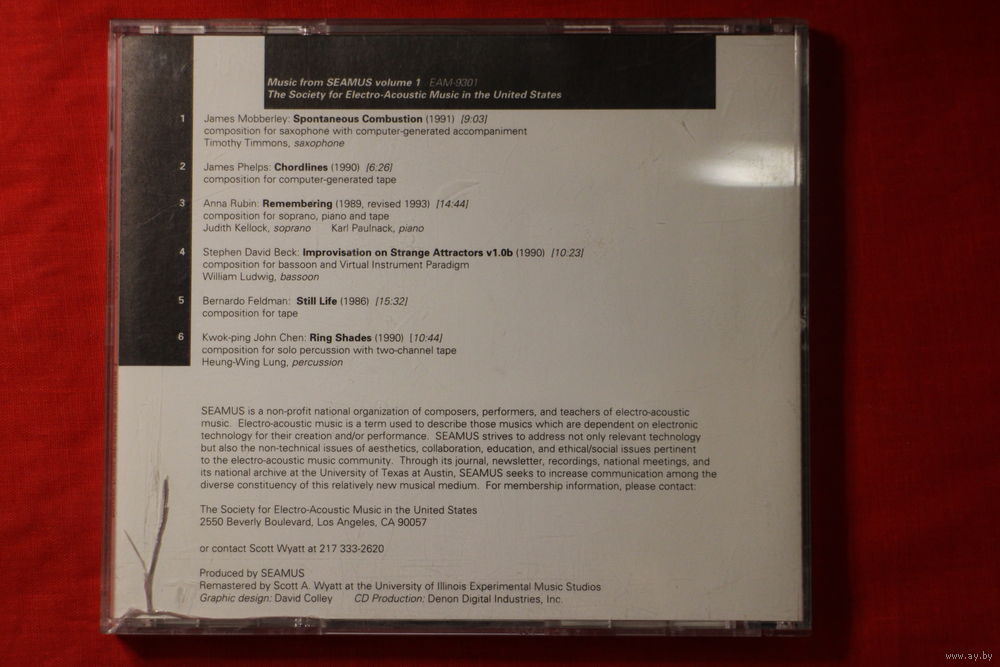 Music from SEAMUS volume 1 EAM-9301
The Society for Electro-Acoustic Music in the United States
1 James Mobberley: Spontaneous Combustion (1991) [9:03]
composition for saxophone with computer-generated accompaniment
Timothy Timmons, saxophone
2 James Phelps: Chordlines (1990) [6:26]
composition for computer-generated tape
3 Anna Rubin: Remembering (1989, revised 1993) [14:44]
composition for soprano, piano and tape
Judith Kellock, soprano Karl Paulnack, piano
4 Stephen David Beck: Improvisation on Strange Attractors v1.0b (1990) [10:23]
composition for bassoon and Virtual Instrument Paradigm
William Ludwig, bassoon
5 Bernardo Feldman: Still Life (1986) [15:32]
composition for tape
6 Kwok-ping John Chen: Ring Shades (1990) [10:44]
composition for solo percussion with two-channel tape
Heung-Wing Lung, percussion
SEAMUS is a non-profit national organization of composers, performers, and teachers of electro-acoustic
music. Electro-acoustic music is a term used to describe those musics which are dependent on electronic
technology for their creation and/or performance. SEAMUS strives to address not only relevant technology
but also the non-technical issues of aesthetics, collaboration, education, and ethical/social issues pertinent
to the electro-acoustic music community. Through its journal, newsletter, recordings, national meetings, and
its national archive at the University of Texas at Austin, SEAMUS seeks to increase communication among the
diverse constituency of this relatively new musical medium. For membership information, please contact:
The Society for Electro-Acoustic Music in the United States
2550 Beverly Boulevard, Los Angeles, CA 90057
or contact Scott Wyatt at 217 333-2620
Produced by SEAMUS
Remastered by Scott A. Wyatt at the University of Illinois Experimental Music Studios
Graphic design: David Colley CD Production: Denon Digital Industries, Inc.
www.ay.by